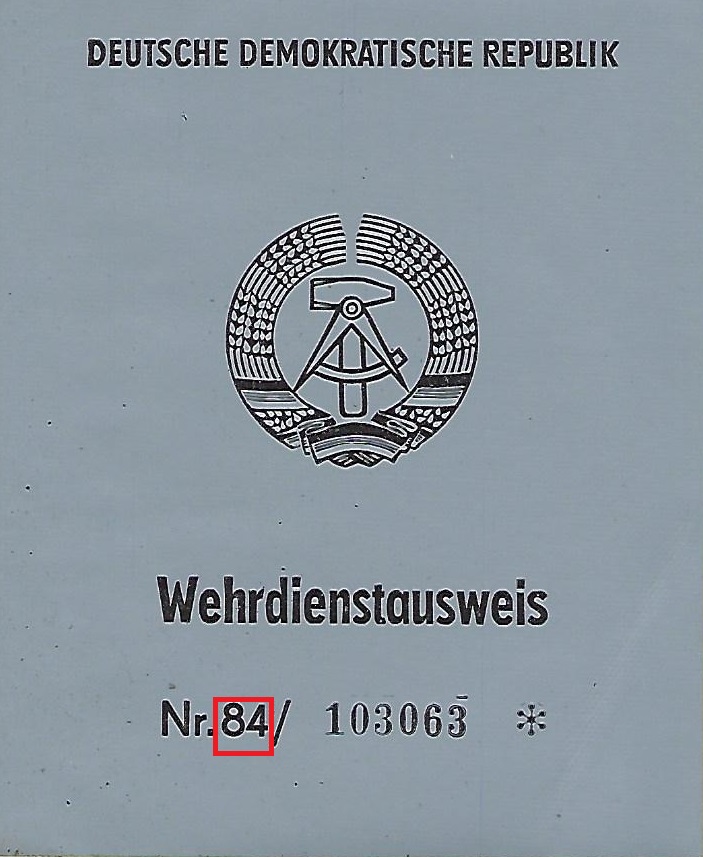 DEUTSCHE DEMOKRATISCHE REPUBLIK
Wehrdienstausweis
Nr. 84/ 103063 *